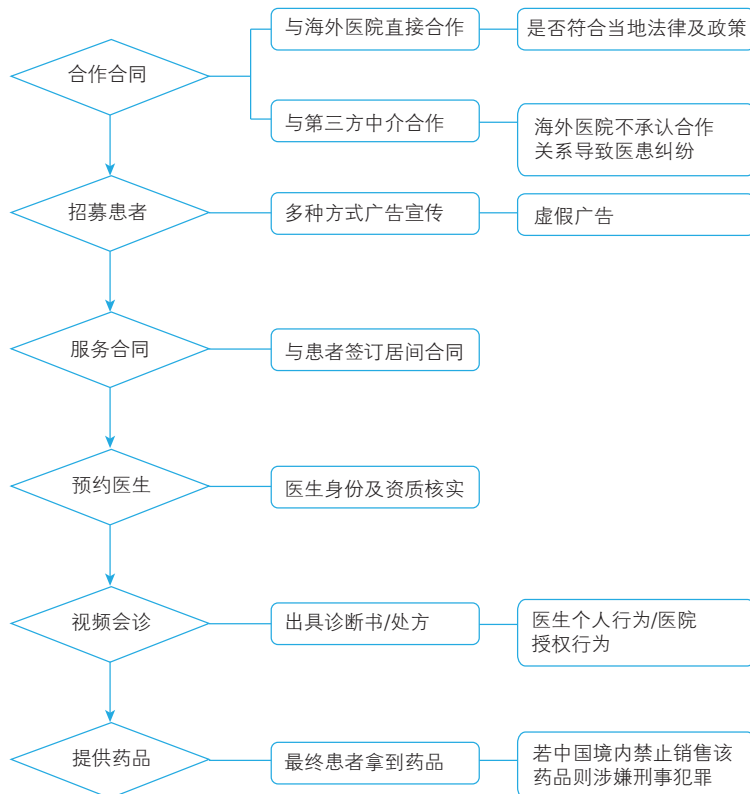 与海外医院直接合作
是否符合当地法律及政策
合作合同
与第三方中介合作
海外医院不承认合作
关系导致医患纠纷
招募患者
多种方式广告宣传
虚假广告
服务合同
与患者签订居间合同
预约医生
医生身份及资质核实
视频会诊
出具诊断书/处方
医生个人行为/医院
授权行为
提供药品
最终患者拿到药品
若中国境内禁止销售该
药品则涉嫌刑事犯罪